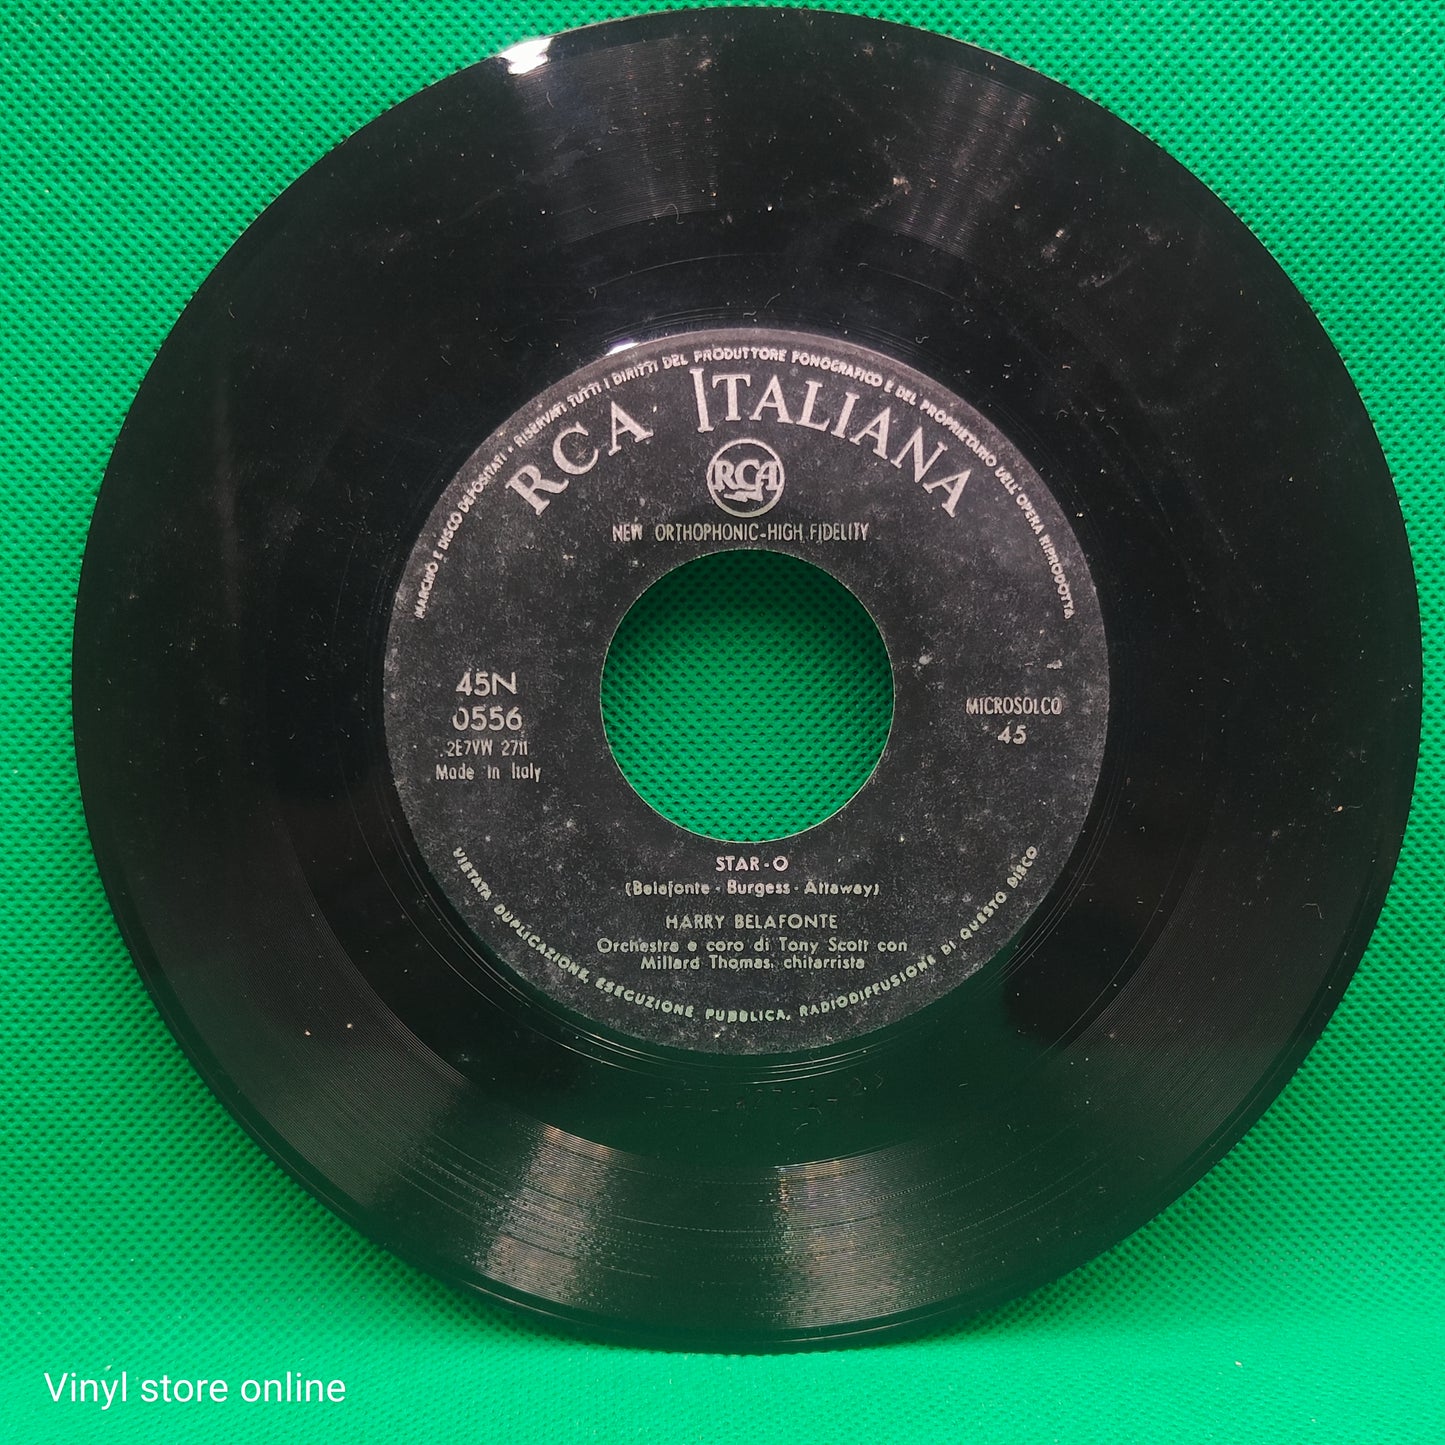 MARCHIO E DISCO DEPOSITATI • RISERVATI TUTTI I DIRITTI DEL PRODUTTORE FONOGRAFICO E DEL PROPRIETARIO DELL' OPERA RIPRODOTTA
RCA ITALIANA
RCA
NEW ORTHOPHONIC-HIGH FIDELITY
45N
0556
2E7VW 2711
Made in Italy
MICROSOLCO
45
STAR-O
(Belafonte - Burgess - Attaway)
HARRY BELAFONTE
Orchestra e coro di Tony Scott con
Millard Thomas, chitarrista
VIETATA DUPLICAZIONE, ESECUZIONE PUBBLICA, RADIODIFFUSIONE DI QUESTO DISCO
Vinyl store online